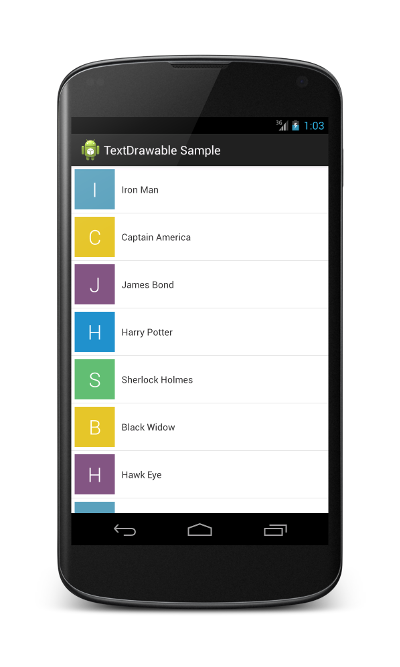 3G 1:03
TextDrawable Sample
I Iron Man
C Captain America
J James Bond
H Harry Potter
S Sherlock Holmes
B Black Widow
H Hawk Eye